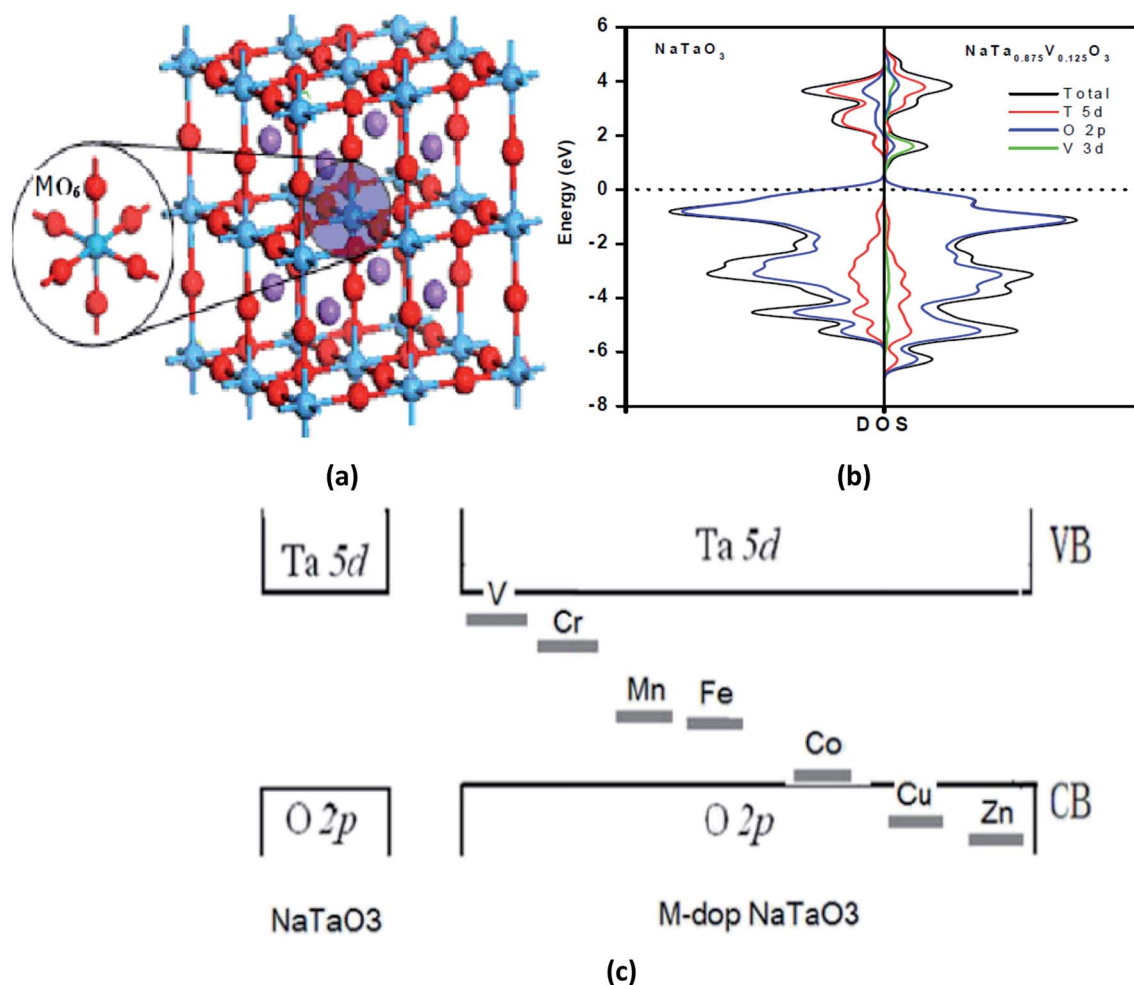 MO₆
(a)
6
4
2
0
-2
-4
-6
-8
Energy (eV)
NaTaO₃
NaTa₀.₈₇₅V₀.₁₂₅O₃
Total
T 5d
O 2p
V 3d
DOS
(b)
Ta 5d
Ta 5d
VB
V
Cr
Mn
Fe
Co
Cu
Zn
O 2p
O 2p
CB
NaTaO3
M-dop NaTaO3
(c)